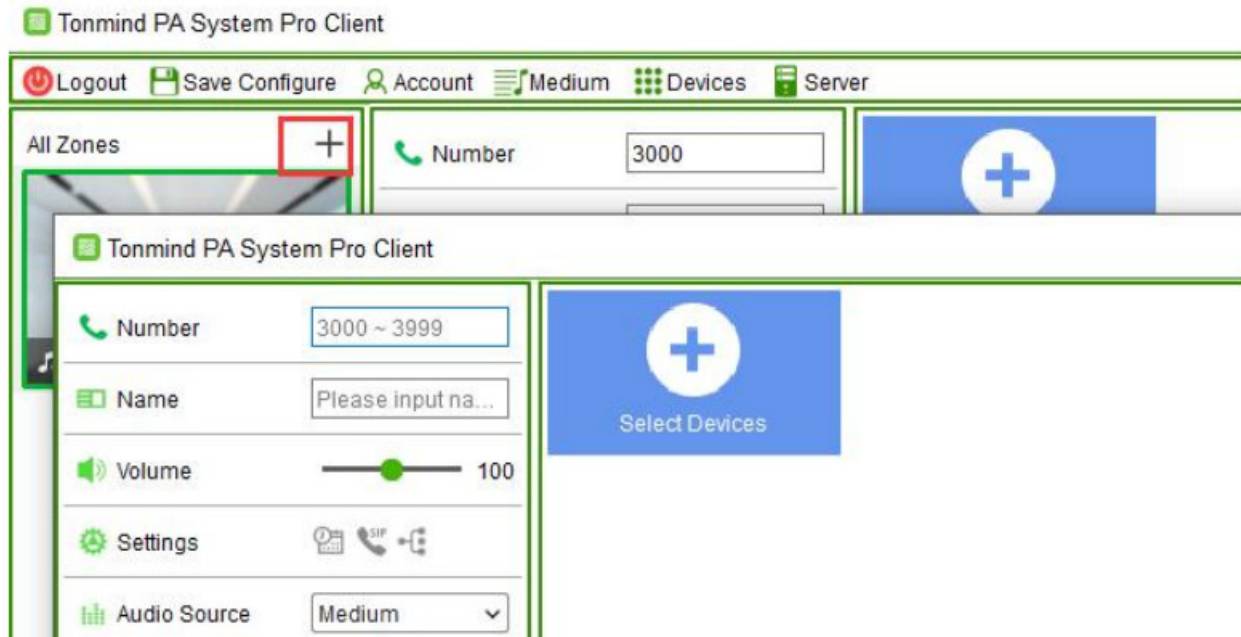 Tonmind PA System Pro Client
Logout Save Configure Account Medium Devices Server
All Zones
Number 3000
Tonmind PA System Pro Client
Number 3000 ~ 3999
Name Please input na...
Select Devices
Volume 100
Settings SIP
Audio Source Medium